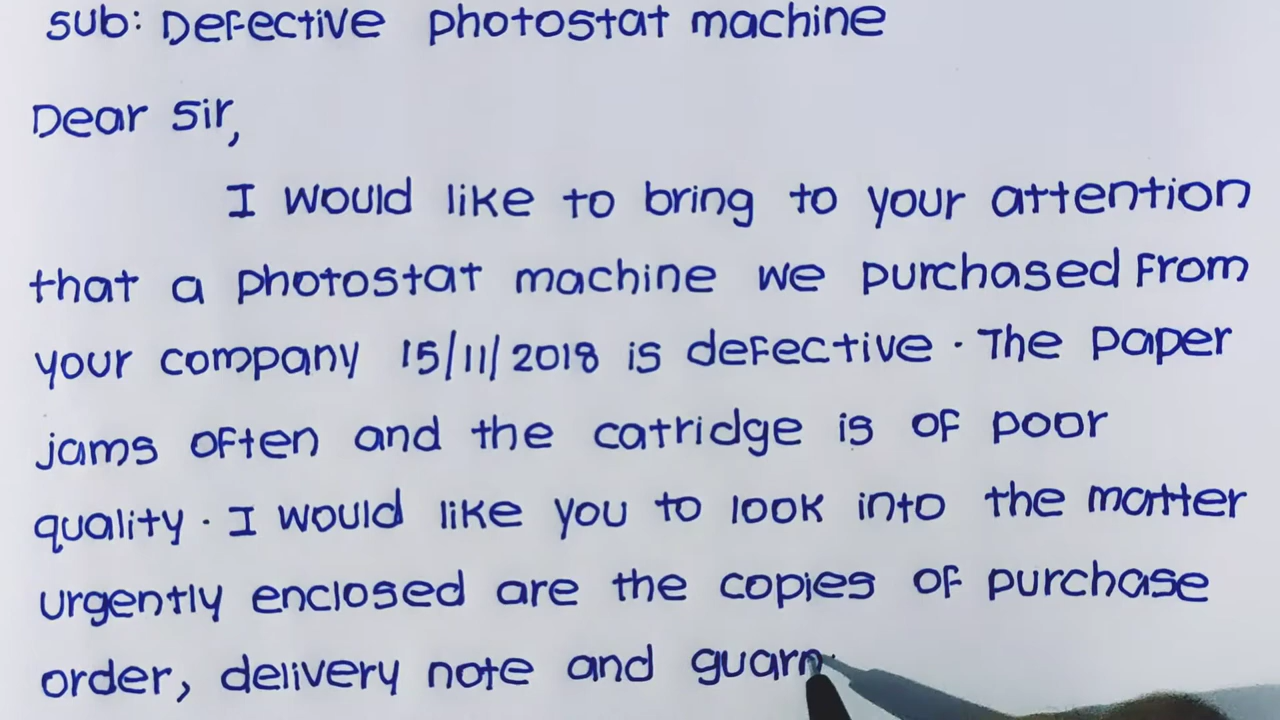 Sub: Defective photostat machine
Dear Sir,
I would like to bring to your attention
that a photostat machine we purchased from
your company 15/11/2018 is defective. The paper
jams often and the catridge is of poor
quality. I would like you to look into the matter
urgently enclosed are the copies of purchase
order, delivery note and